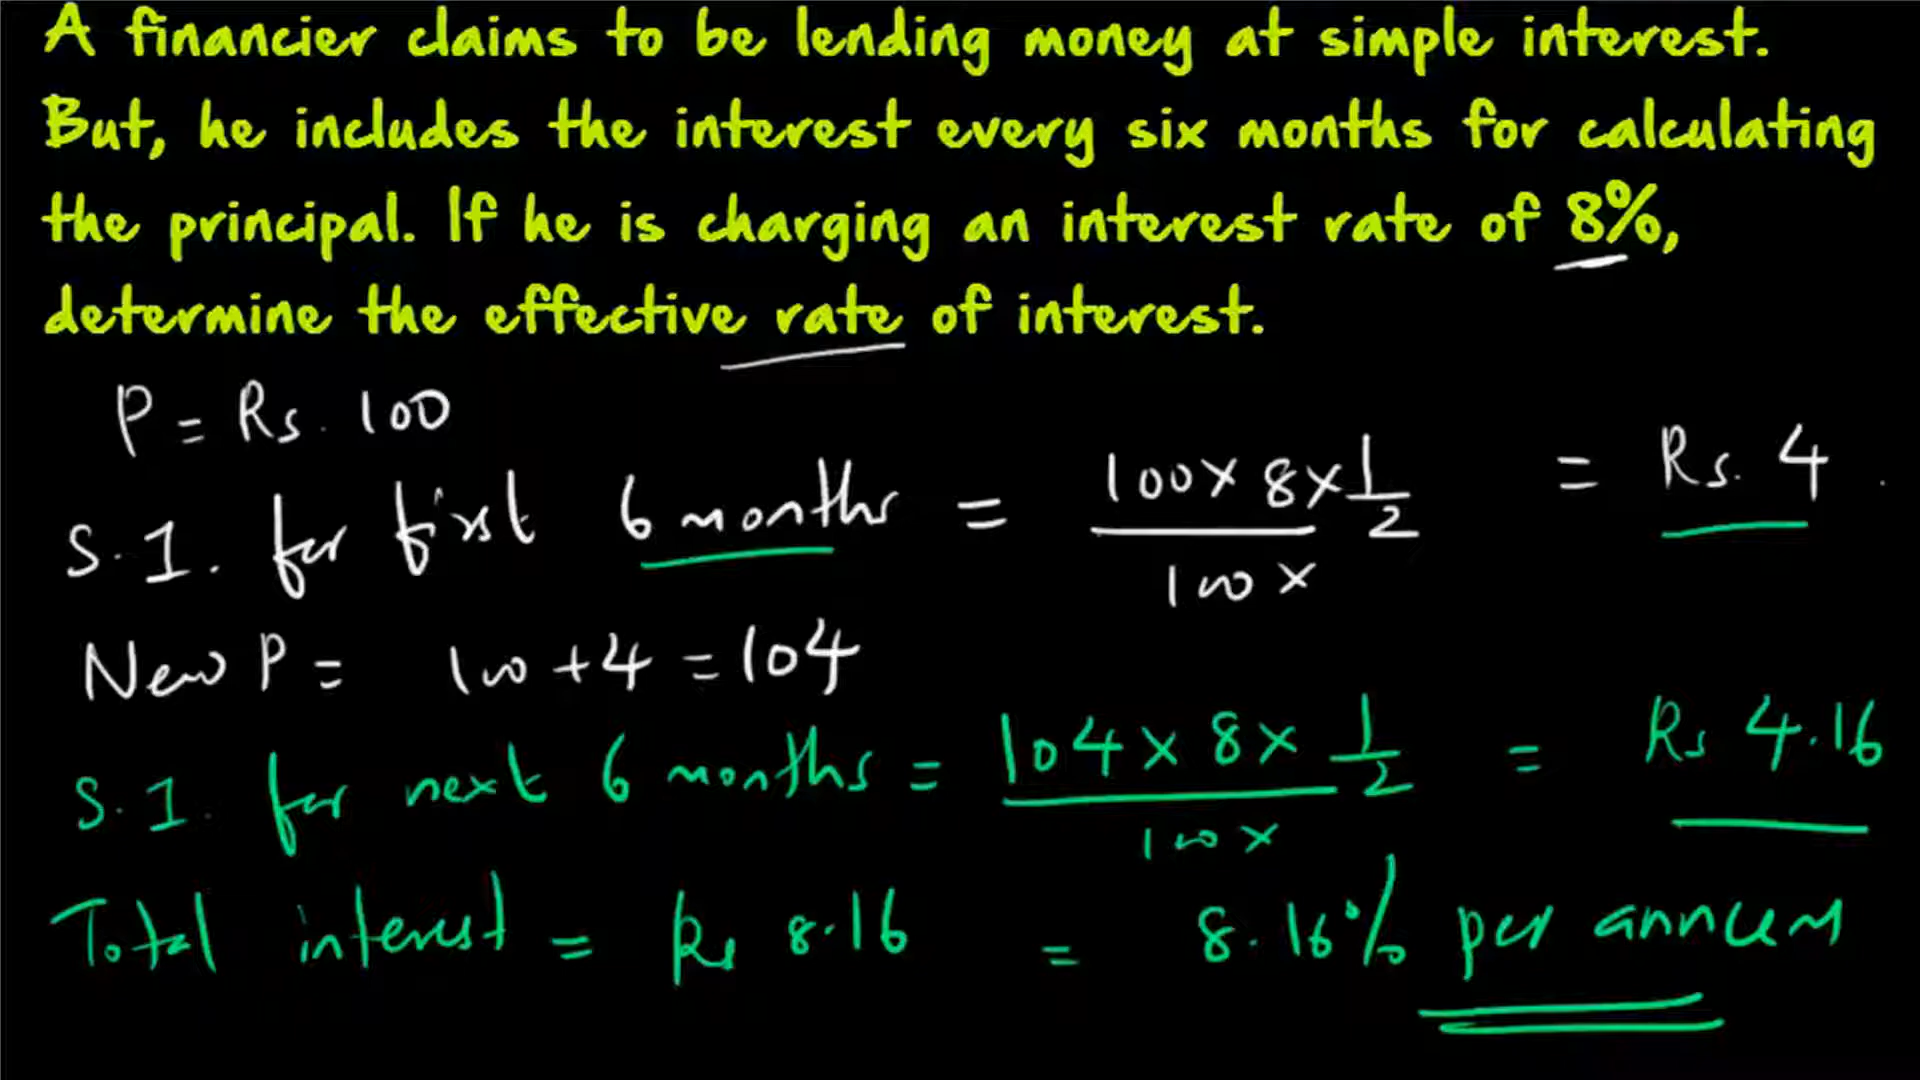 A financier claims to be lending money at simple interest.
But, he includes the interest every six months for calculating
the principal. If he is charging an interest rate of 8%,
determine the effective rate of interest.
P = Rs. 100
S.I. for first 6 months = 100 × 8 × 1/2 / 100 × = Rs. 4
New P = 100 + 4 = 104
S.I. for next 6 months = 104 × 8 × 1/2 / 100 × = Rs 4.16
Total interest = Rs 8.16 = 8.16% per annum